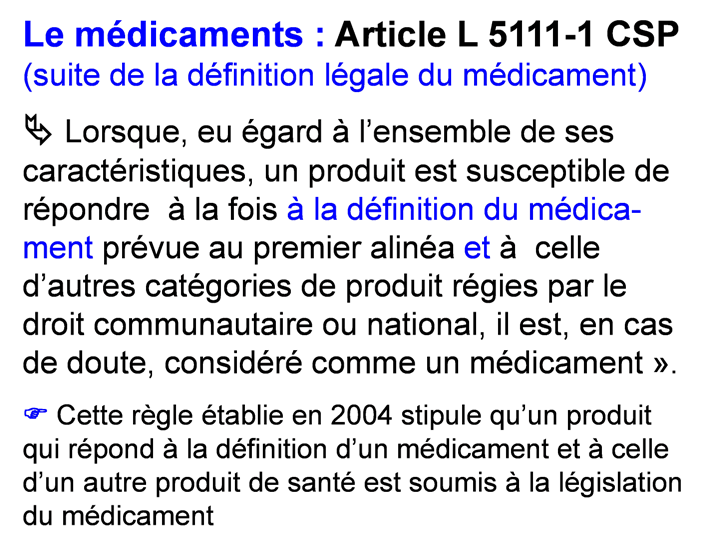 Le médicaments : Article L 5111-1 CSP
(suite de la définition légale du médicament)
Lorsque, eu égard à l’ensemble de ses
caractéristiques, un produit est susceptible de
répondre  à la fois à la définition du médica-
ment prévue au premier alinéa et à  celle
d’autres catégories de produit régies par le
droit communautaire ou national, il est, en cas
de doute, considéré comme un médicament ».
Cette règle établie en 2004 stipule qu’un produit
qui répond à la définition d’un médicament et à celle
d’un autre produit de santé est soumis à la législation
du médicament